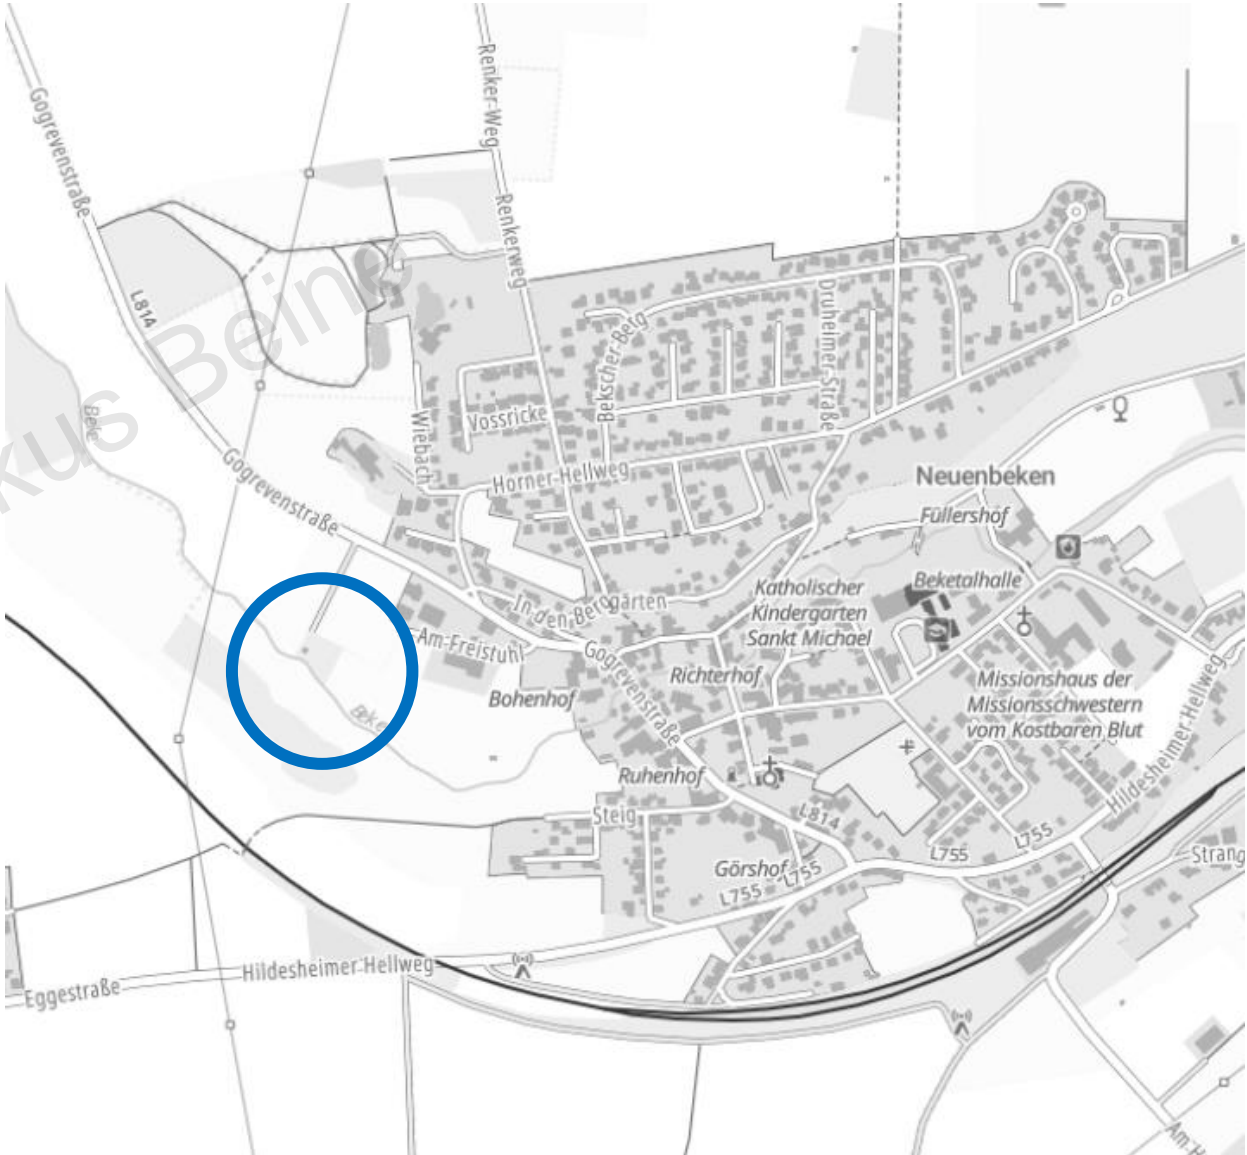 Gogrevenstraße
Renker-Weg
Renkerweg
L814
Beke
Druheimer-Straße
Bekscher-Berg
Vossricke
Wiebach
Horner-Hellweg
Gogrevenstraße
Neuenbeken
Füllershof
Beketalhalle
Katholischer
Kindergarten
Sankt Michael
In den Berggärten
Am-Freistuhl
Gogrevenstraße
Richterhof
Bohenhof
Missionshaus der
Missionsschwestern
vom Kostbaren Blut
Beke
Hildesheimer-Hellweg
Ruhenhof
Steig
L814
L755
L755
Görshof
L755
L755
Strang
Hildesheimer-Hellweg
Eggestraße
Am-H
kus Beine